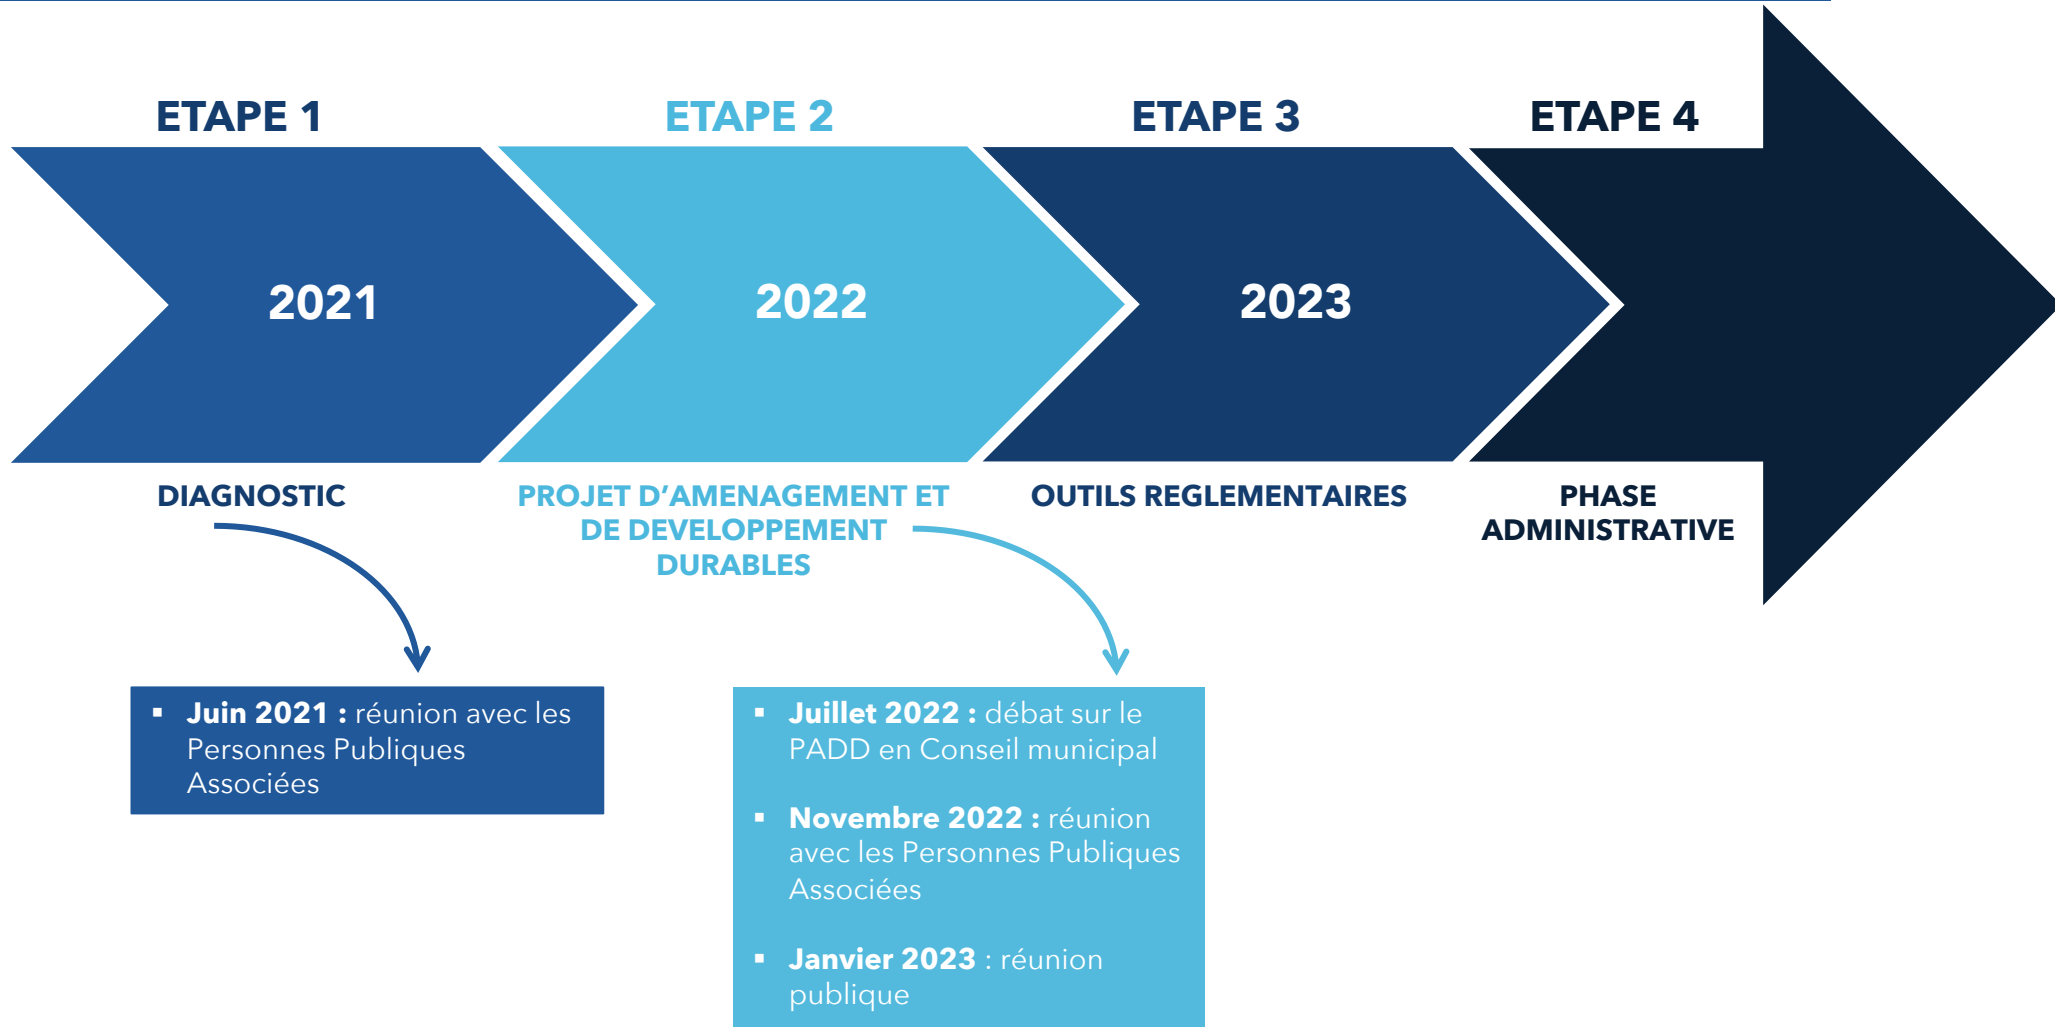 ETAPE 1
ETAPE 2
ETAPE 3
ETAPE 4
2021
2022
2023
DIAGNOSTIC
PROJET D’AMENAGEMENT ET
DE DEVELOPPEMENT
DURABLES
OUTILS REGLEMENTAIRES
PHASE
ADMINISTRATIVE
▪ Juin 2021 : réunion avec les
Personnes Publiques
Associées
▪ Juillet 2022 : débat sur le
PADD en Conseil municipal
▪ Novembre 2022 : réunion
avec les Personnes Publiques
Associées
▪ Janvier 2023 : réunion
publique